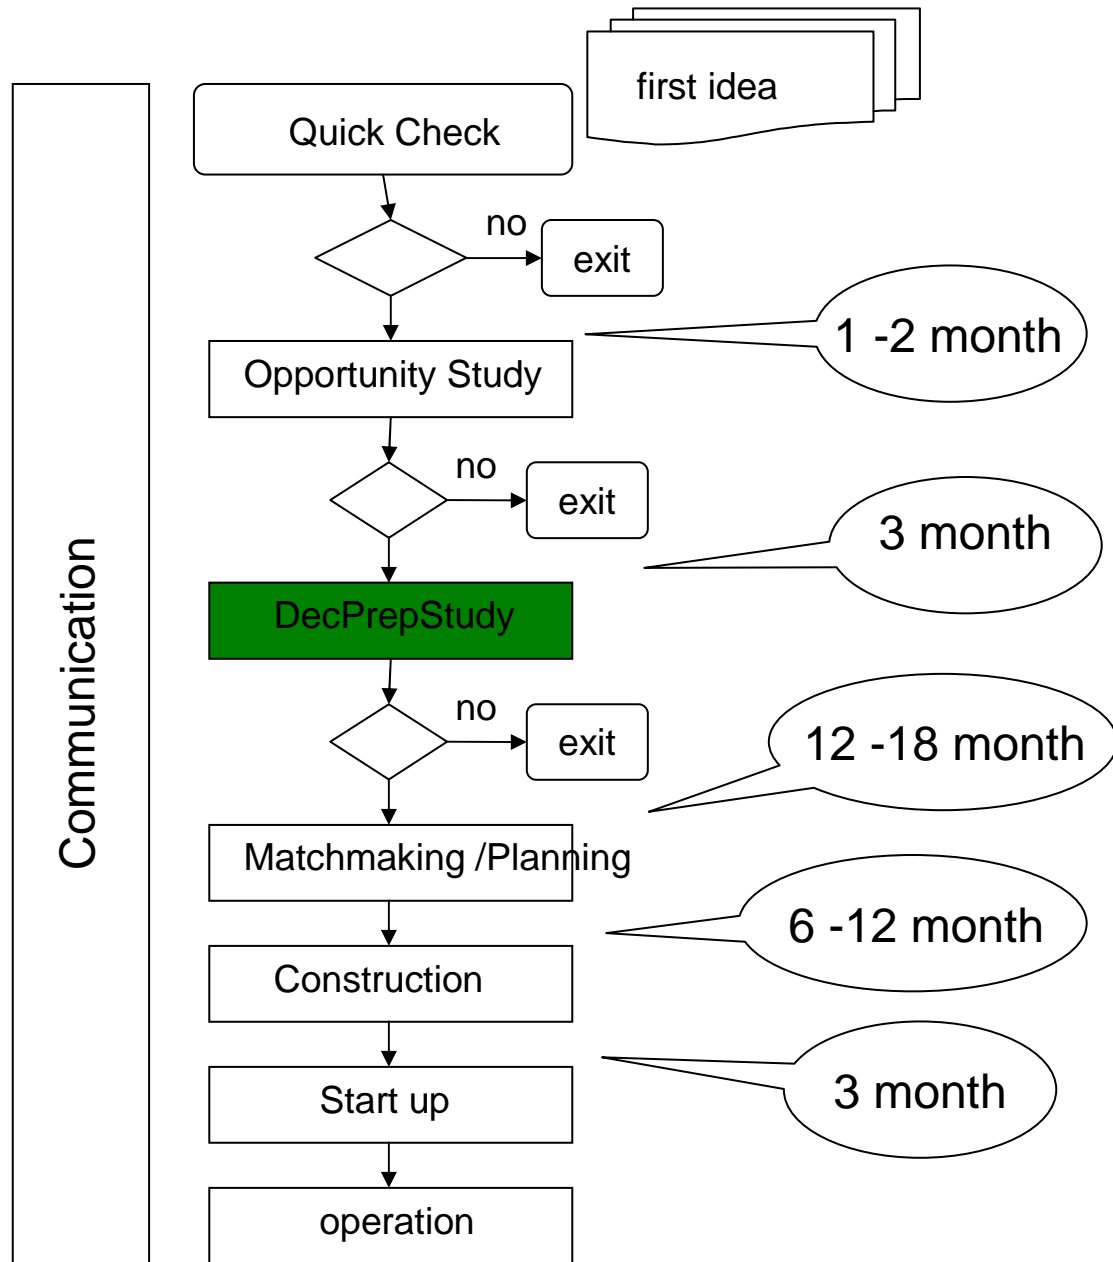 first idea
Quick Check
no
exit
1 -2 month
Opportunity Study
no
exit
3 month
DecPrepStudy
no
exit
12 -18 month
Matchmaking /Planning
6 -12 month
Construction
3 month
Start up
operation
Communication